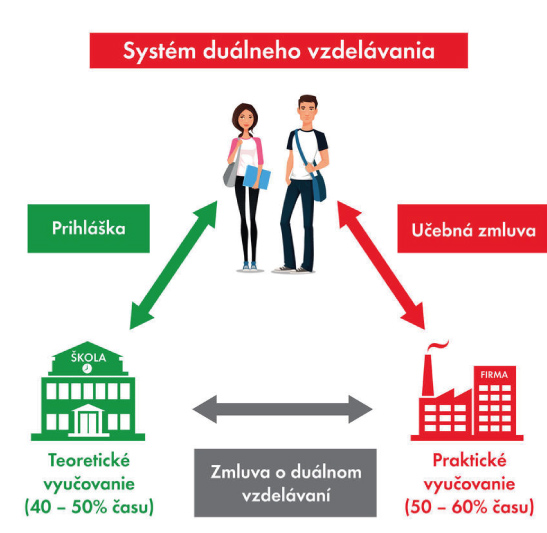 Systém duálneho vzdelávania
Prihláška
Učebná zmluva
ŠKOLA
FIRMA
Teoretické
vyučovanie
(40 – 50% času)
Zmluva o duálnom
vzdelávaní
Praktické
vyučovanie
(50 – 60% času)